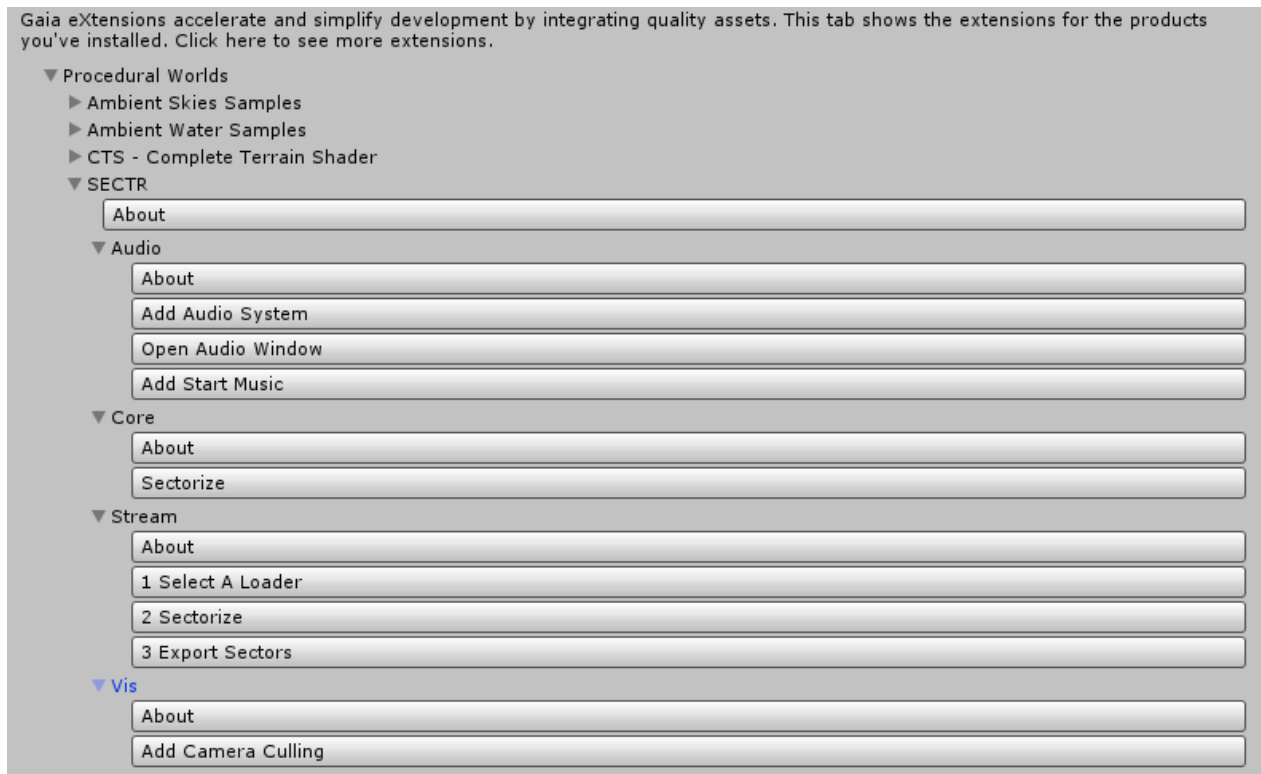 Gaia eXtensions accelerate and simplify development by integrating quality assets. This tab shows the extensions for the products
you've installed. Click here to see more extensions.
Procedural Worlds
Ambient Skies Samples
Ambient Water Samples
CTS - Complete Terrain Shader
SECTR
About
Audio
About
Add Audio System
Open Audio Window
Add Start Music
Core
About
Sectorize
Stream
About
1 Select A Loader
2 Sectorize
3 Export Sectors
Vis
About
Add Camera Culling